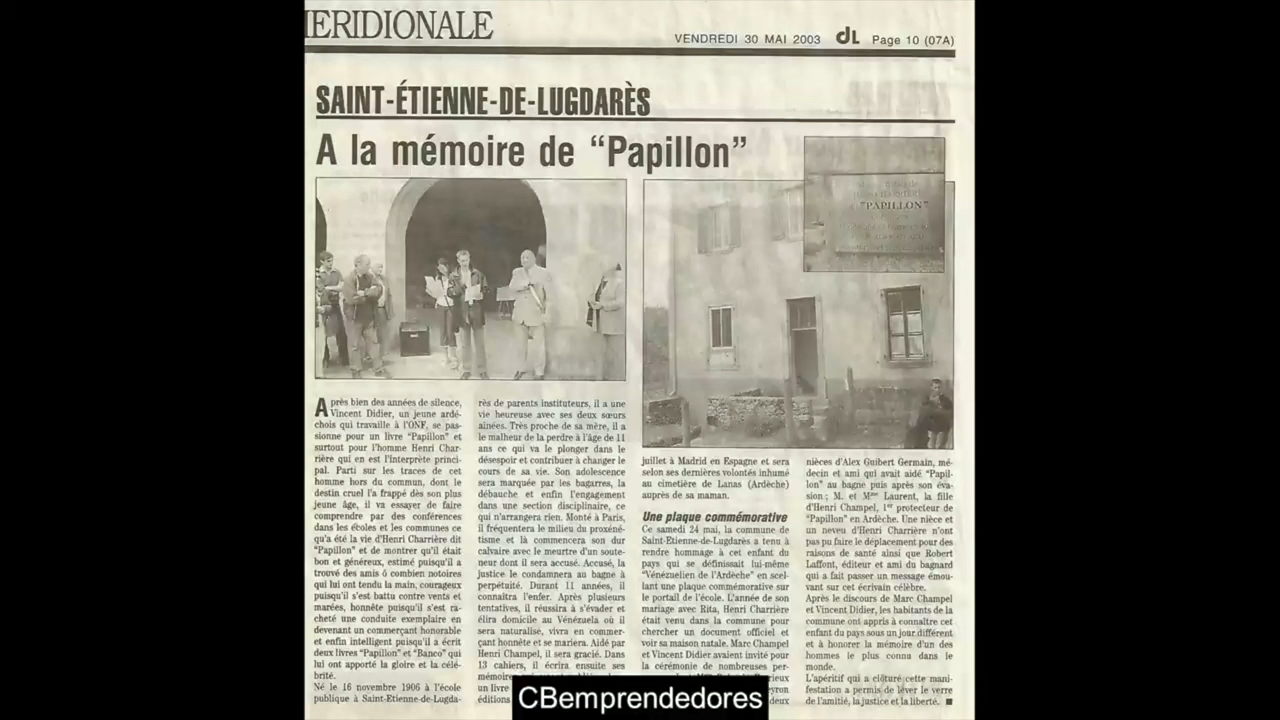 MERIDIONALE
VENDREDI 30 MAI 2003 dL Page 10 (07A)
SAINT-ÉTIENNE-DE-LUGDARÈS
A la mémoire de “Papillon”
“PAPILLON”
Après bien des années de silence,
Vincent Didier, un jeune ardé-
chois qui travaille à l'ONF, se pas-
sionne pour un livre “Papillon” et
surtout pour l'homme Henri Char-
rière qui en est l'interprète princi-
pal. Parti sur les traces de cet
homme hors du commun, dont le
destin cruel l'a frappé dès son plus
jeune âge, il va essayer de faire
comprendre par des conférences
dans les écoles et les communes ce
qu'a été la vie d'Henri Charrière dit
“Papillon” et de montrer qu'il était
bon et généreux, estimé puisqu'il a
trouvé des amis ô combien notoires
qui lui ont tendu la main, courageux
puisqu'il s'est battu contre vents et
marées, honnête puisqu'il s'est ra-
cheté une conduite exemplaire en
devenant un commerçant honorable
et enfin intelligent puisqu'il a écrit
deux livres “Papillon” et “Banco” qui
lui ont apporté la gloire et la célé-
brité.
Né le 16 novembre 1906 à l'école
publique à Saint-Etienne-de-Lugda-
rès de parents instituteurs, il a une
vie heureuse avec ses deux sœurs
aînées. Très proche de sa mère, il a
le malheur de la perdre à l'âge de 11
ans ce qui va le plonger dans le
désespoir et contribuer à changer le
cours de sa vie. Son adolescence
sera marquée par les bagarres, la
débauche et enfin l'engagement
dans une section disciplinaire, ce
qui n'arrangera rien. Monté à Paris,
il fréquentera le milieu du proxéné-
tisme et là commencera son dur
calvaire avec le meurtre d'un soute-
neur dont il sera accusé. Accusé, la
justice le condamnera au bagne à
perpétuité. Durant 11 années, il
connaîtra l'enfer. Après plusieurs
tentatives, il réussira à s'évader et
élira domicile au Vénézuela où il
sera naturalisé, vivra en commer-
çant honnête et se mariera. Aidé par
Henri Champel, il sera gracié. Dans
13 cahiers, il écrira ensuite ses
mémoires
un livre
éditions
juillet à Madrid en Espagne et sera
selon ses dernières volontés inhumé
au cimetière de Lanas (Ardèche)
auprès de sa maman.
Une plaque commémorative
Ce samedi 24 mai, la commune de
Saint-Etienne-de-Lugdarès a tenu à
rendre hommage à cet enfant du
pays qui se définissait lui-même
“Vénézuelien de l'Ardèche” en scel-
lant une plaque commémorative sur
le portail de l'école. L'année de son
mariage avec Rita, Henri Charrière
était venu dans la commune pour
chercher un document officiel et
voir sa maison natale. Marc Champel
et Vincent Didier avaient invité pour
la cérémonie de nombreuses per-
rieux
eyron
deux
nièces d'Alex Guibert Germain, mé-
decin et ami qui avait aidé “Papil-
lon” au bagne puis après son éva-
sion ; M. et Mme Laurent, la fille
d'Henri Champel, 1er protecteur de
“Papillon” en Ardèche. Une nièce et
un neveu d'Henri Charrière n'ont
pas pu faire le déplacement pour des
raisons de santé ainsi que Robert
Laffont, éditeur et ami du bagnard
qui a fait passer un message émou-
vant sur cet écrivain célèbre.
Après le discours de Marc Champel
et Vincent Didier, les habitants de la
commune ont appris à connaître cet
enfant du pays sous un jour différent
et à honorer la mémoire d'un des
hommes le plus connu dans le
monde.
L'apéritif qui a clôturé cette mani-
festation a permis de lever le verre
de l'amitié, la justice et la liberté.
CBemprendedores